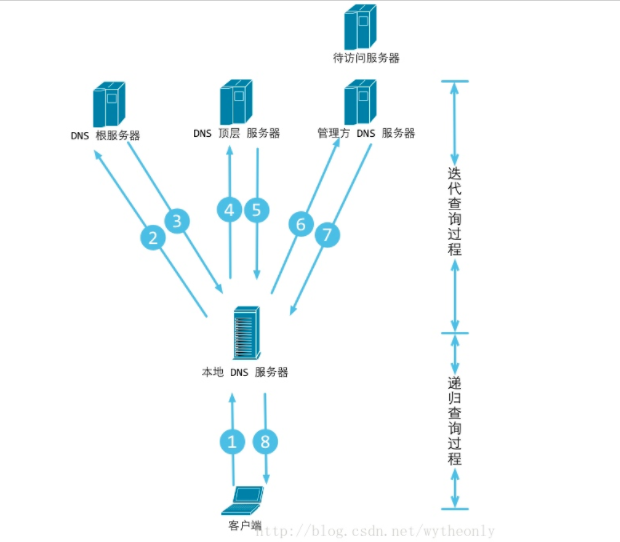 待访问服务器
DNS 根服务器
DNS 顶层 服务器
管理方 DNS 服务器
迭代查询过程
4
5
6
7
3
2
本地 DNS 服务器
递归查询过程
1
8
客户端
http://blog.csdn.net/wytheonly